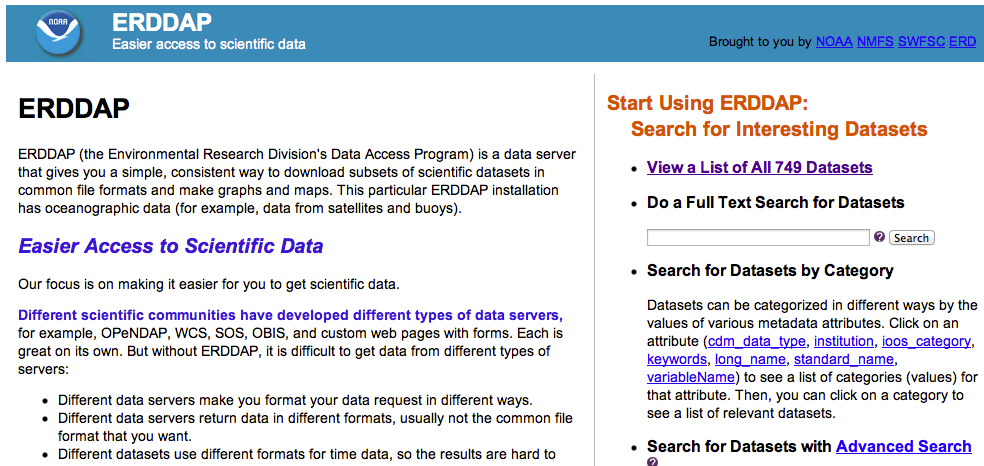 NOAA
ERDDAP
Easier access to scientific data
Brought to you by NOAA NMFS SWFSC ERD
ERDDAP
ERDDAP (the Environmental Research Division's Data Access Program) is a data server
that gives you a simple, consistent way to download subsets of scientific datasets in
common file formats and make graphs and maps. This particular ERDDAP installation
has oceanographic data (for example, data from satellites and buoys).
Easier Access to Scientific Data
Our focus is on making it easier for you to get scientific data.
Different scientific communities have developed different types of data servers,
for example, OPeNDAP, WCS, SOS, OBIS, and custom web pages with forms. Each is
great on its own. But without ERDDAP, it is difficult to get data from different types of
servers:
• Different data servers make you format your data request in different ways.
• Different data servers return data in different formats, usually not the common file
format that you want.
• Different datasets use different formats for time data, so the results are hard to
Start Using ERDDAP:
Search for Interesting Datasets
• View a List of All 749 Datasets
• Do a Full Text Search for Datasets
? Search
• Search for Datasets by Category
Datasets can be categorized in different ways by the
values of various metadata attributes. Click on an
attribute (cdm_data_type, institution, ioos_category,
keywords, long_name, standard_name,
variableName) to see a list of categories (values) for
that attribute. Then, you can click on a category to
see a list of relevant datasets.
• Search for Datasets with Advanced Search
?